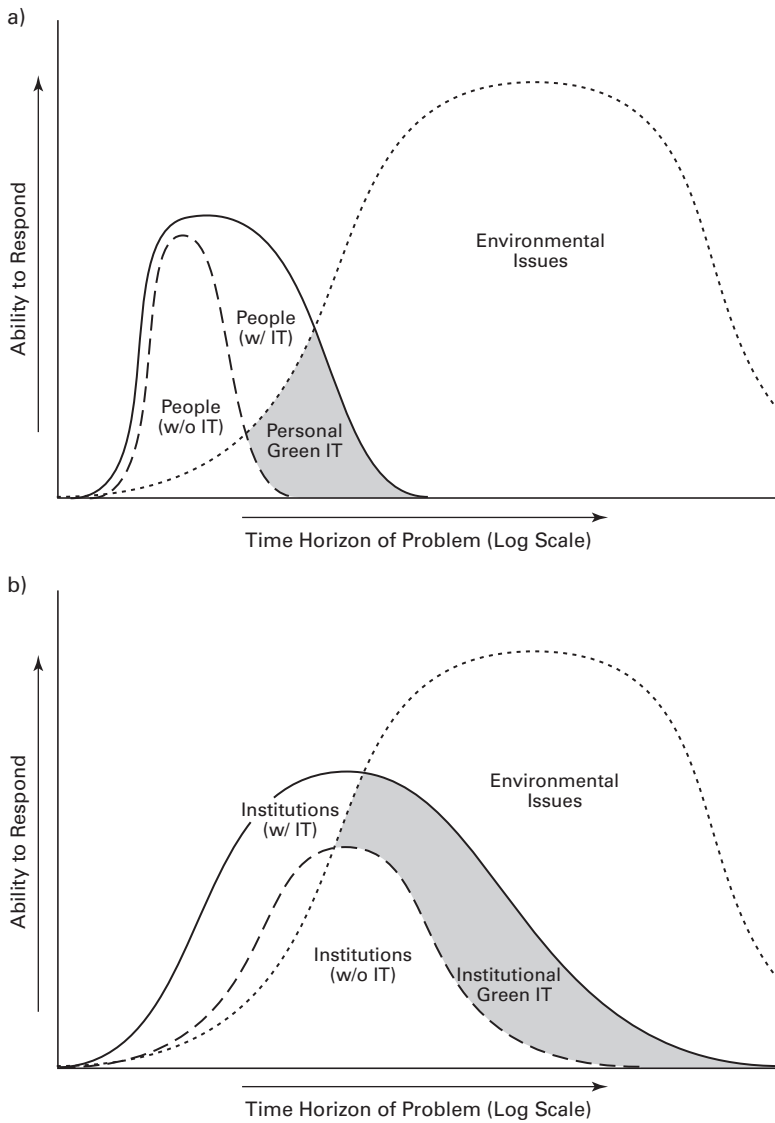 a)
Ability to Respond
Environmental
Issues
People
(w/ IT)
People
(w/o IT)
Personal
Green IT
Time Horizon of Problem (Log Scale)
b)
Ability to Respond
Environmental
Issues
Institutions
(w/ IT)
Institutions
(w/o IT)
Institutional
Green IT
Time Horizon of Problem (Log Scale)